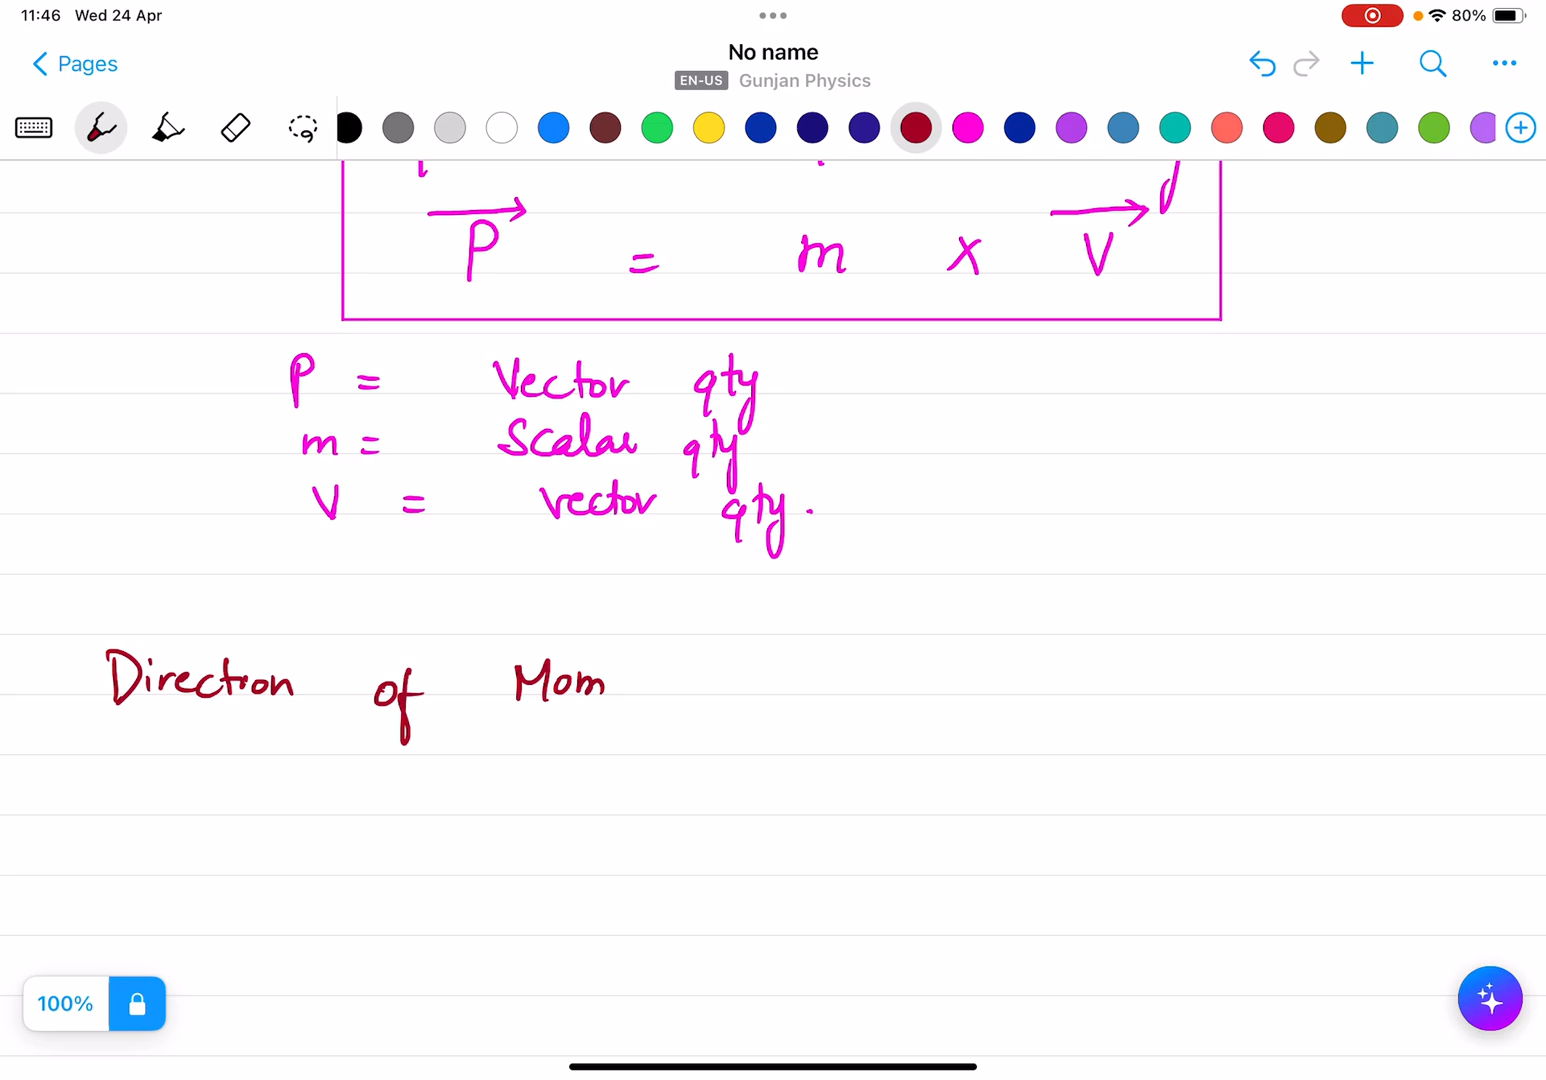 11:46 Wed 24 Apr
80%
Pages
No name
EN-US Gunjan Physics
P = m x V
P = Vector qty
m = Scalar qty
V = vector qty.
Direction of Mom
100%